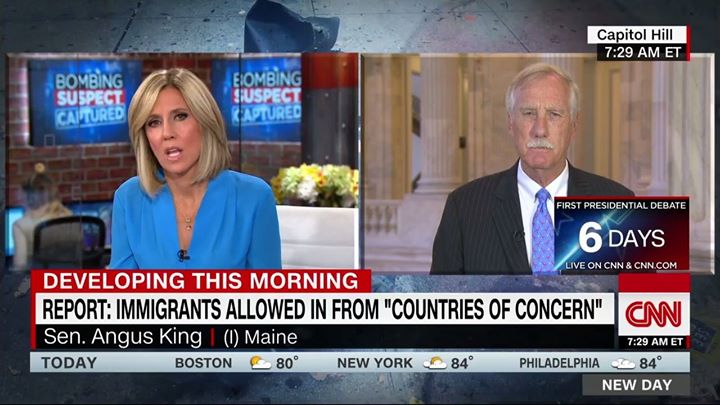 Capitol Hill
7:29 AM ET
BOMBING
SUSPECT
CAPTURED
BOMBING
SUSPECT
CAPTURED
FIRST PRESIDENTIAL DEBATE
6 DAYS
LIVE ON CNN & CNN.COM
DEVELOPING THIS MORNING
REPORT: IMMIGRANTS ALLOWED IN FROM "COUNTRIES OF CONCERN"
Sen. Angus King | (I) Maine
CNN
7:29 AM ET
TODAY BOSTON 80° NEW YORK 84° PHILADELPHIA 84°
NEW DAY